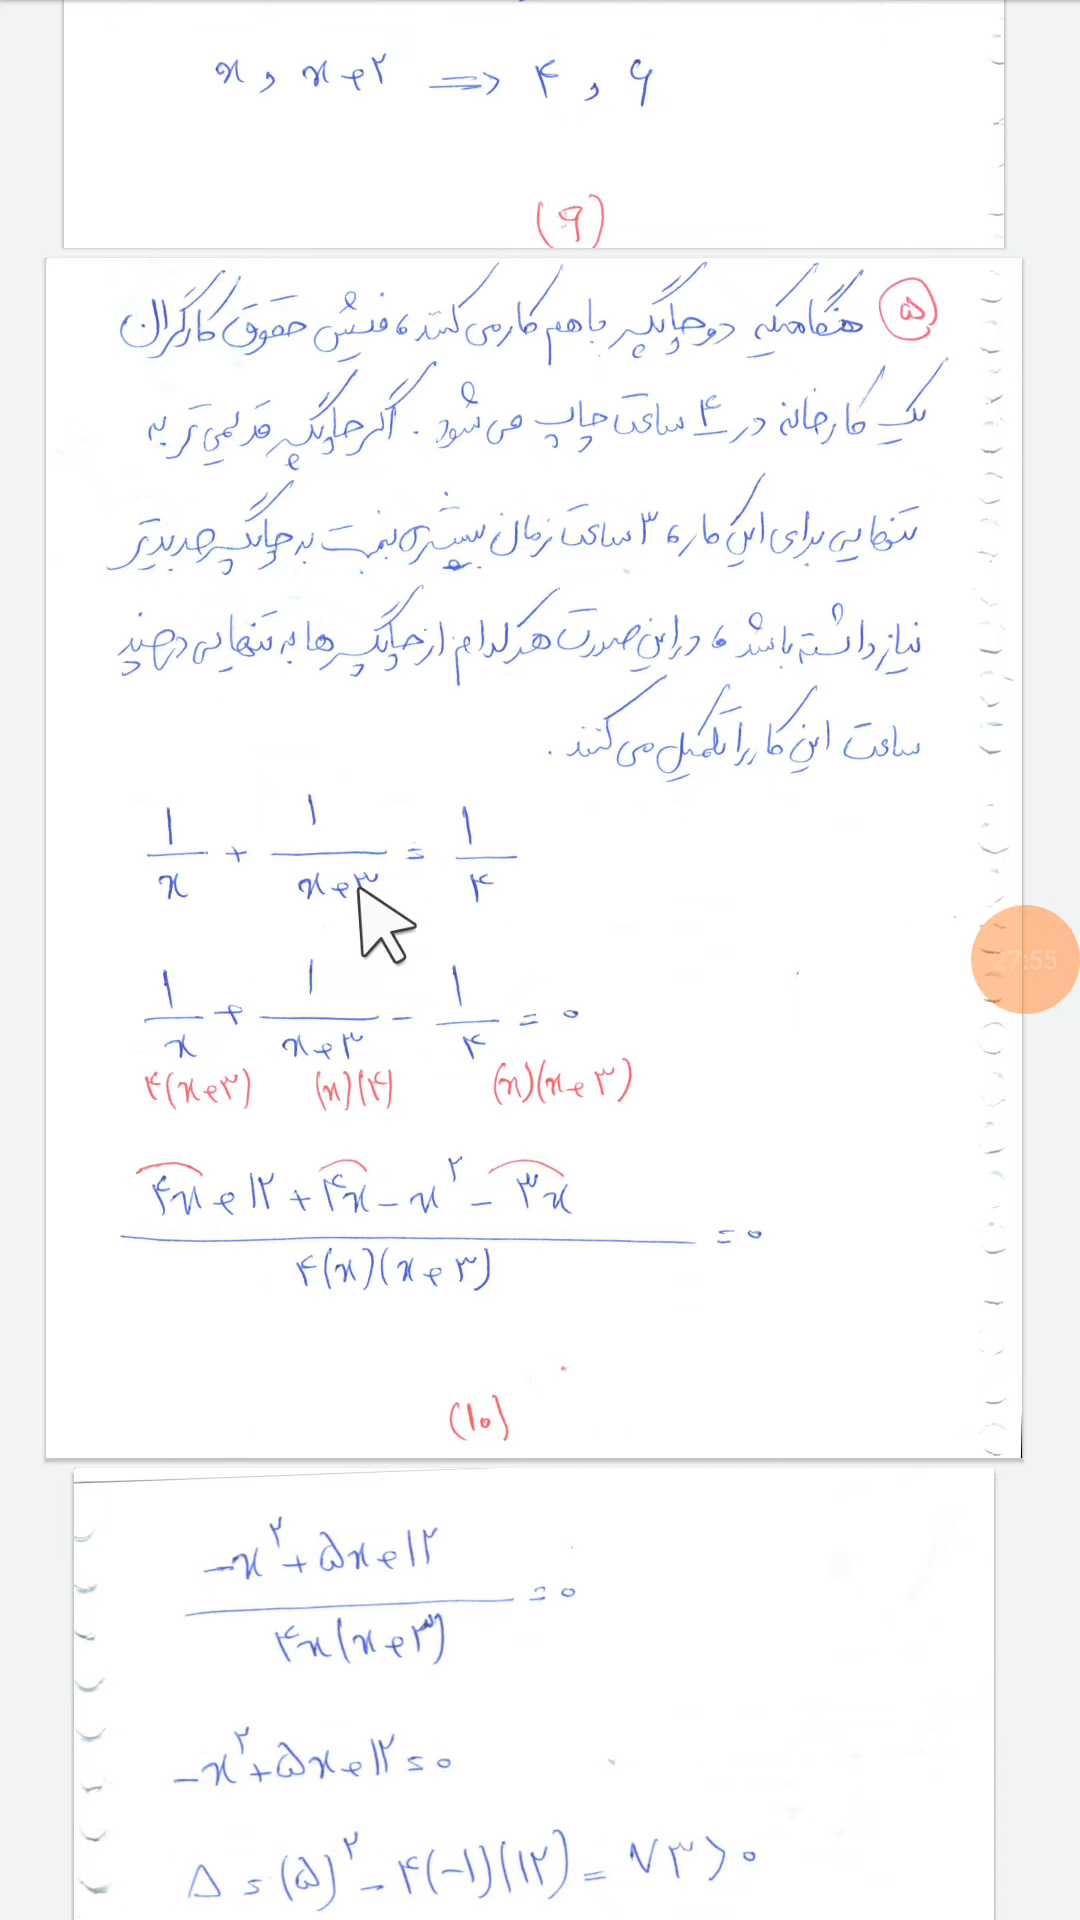 x , x+۲ => ۴ , ۶
(۹)
۵ هنگامیکه دو چاپگر با هم کار می کنند، فیش حقوق کارگران
یک کارخانه در ۴ ساعت چاپ می شود. اگر چاپگر قدیمی تر به
تنهایی برای این کار، ۳ ساعت زمان بیشتری نسبت به چاپگر جدیدتر
نیاز داشته باشد، در این صورت هر کدام از چاپگرها به تنهایی در چند
ساعت این کار را تکمیل می کنند.
۱/x + ۱/(x+۳) = ۱/۴
۱/x + ۱/(x+۳) - ۱/۴ = ۰
۴(x+۳) (x)(۴) (x)(x+۳)
(۴x+۱۲+۴x-x^۲-۳x)/(۴(x)(x+۳)) = ۰
27:55
(۱۰)
(-x^۲+۵x+۱۲)/(۴x(x+۳)) = ۰
-x^۲+۵x+۱۲=۰
Δ=(۵)^۲-۴(-۱)(۱۲)=۷۳>۰